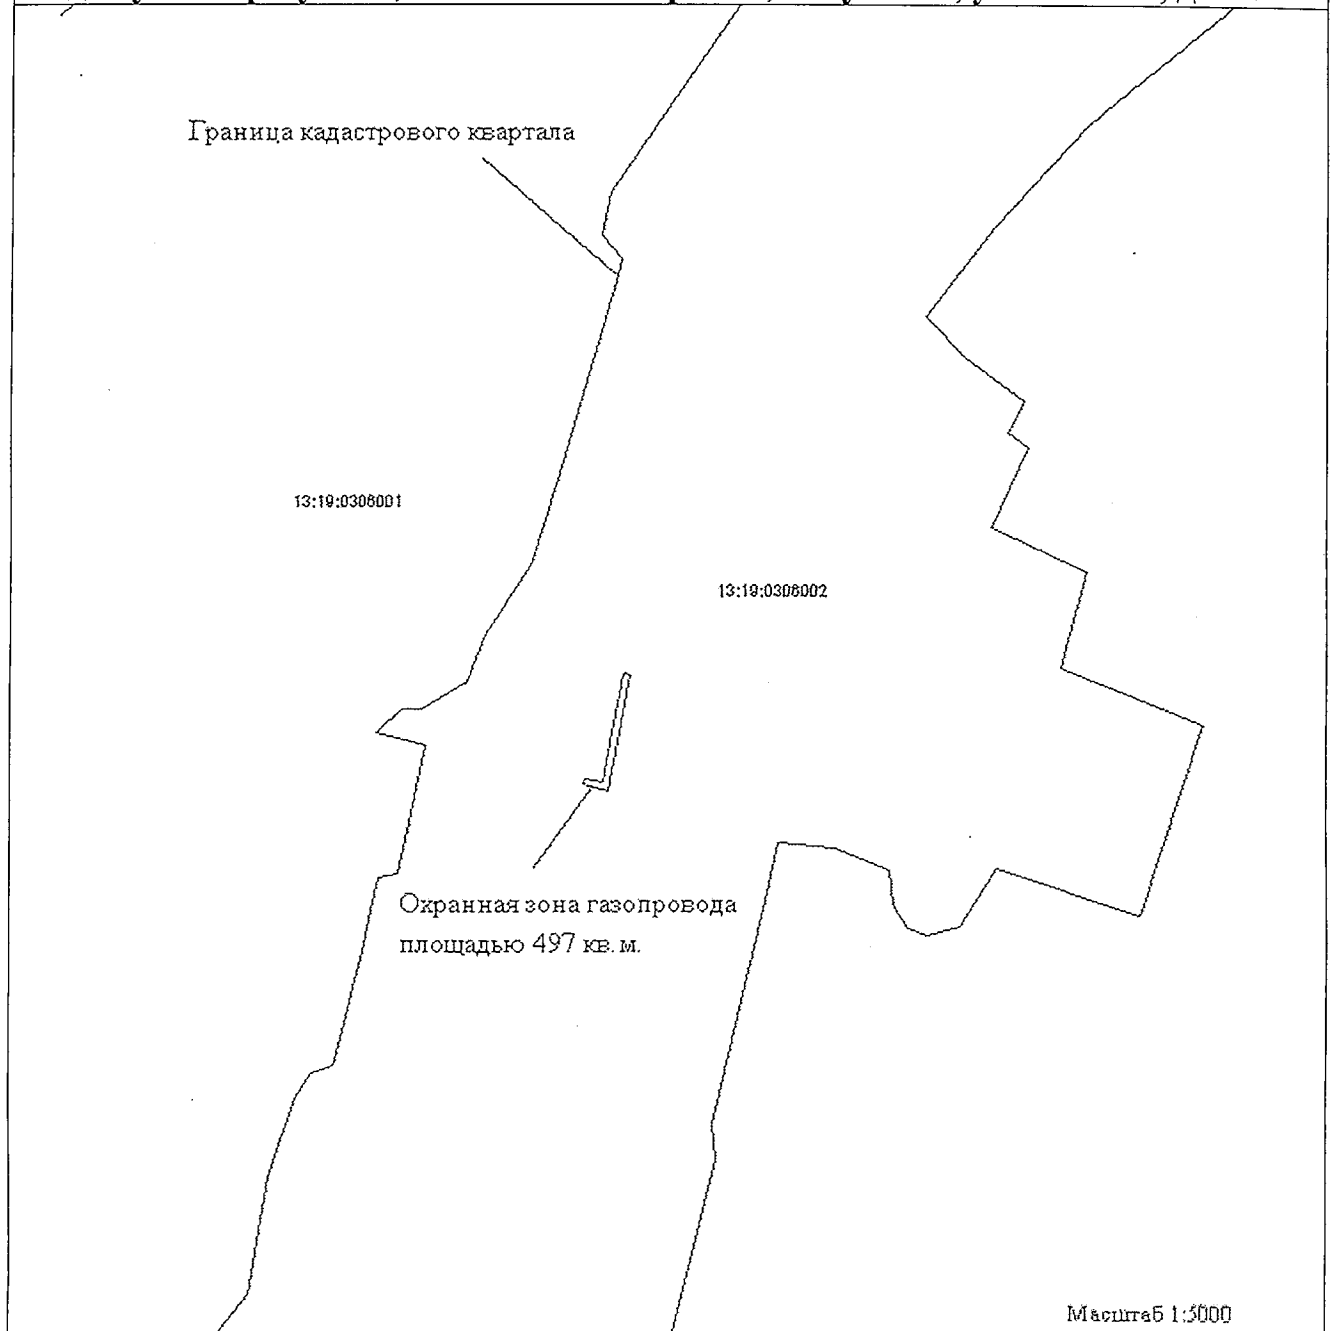 Граница кадастрового квартала
13:19:0306001
13:19:0306002
Охранная зона газопровода
площадью 497 кв. м.
Масштаб 1:5000